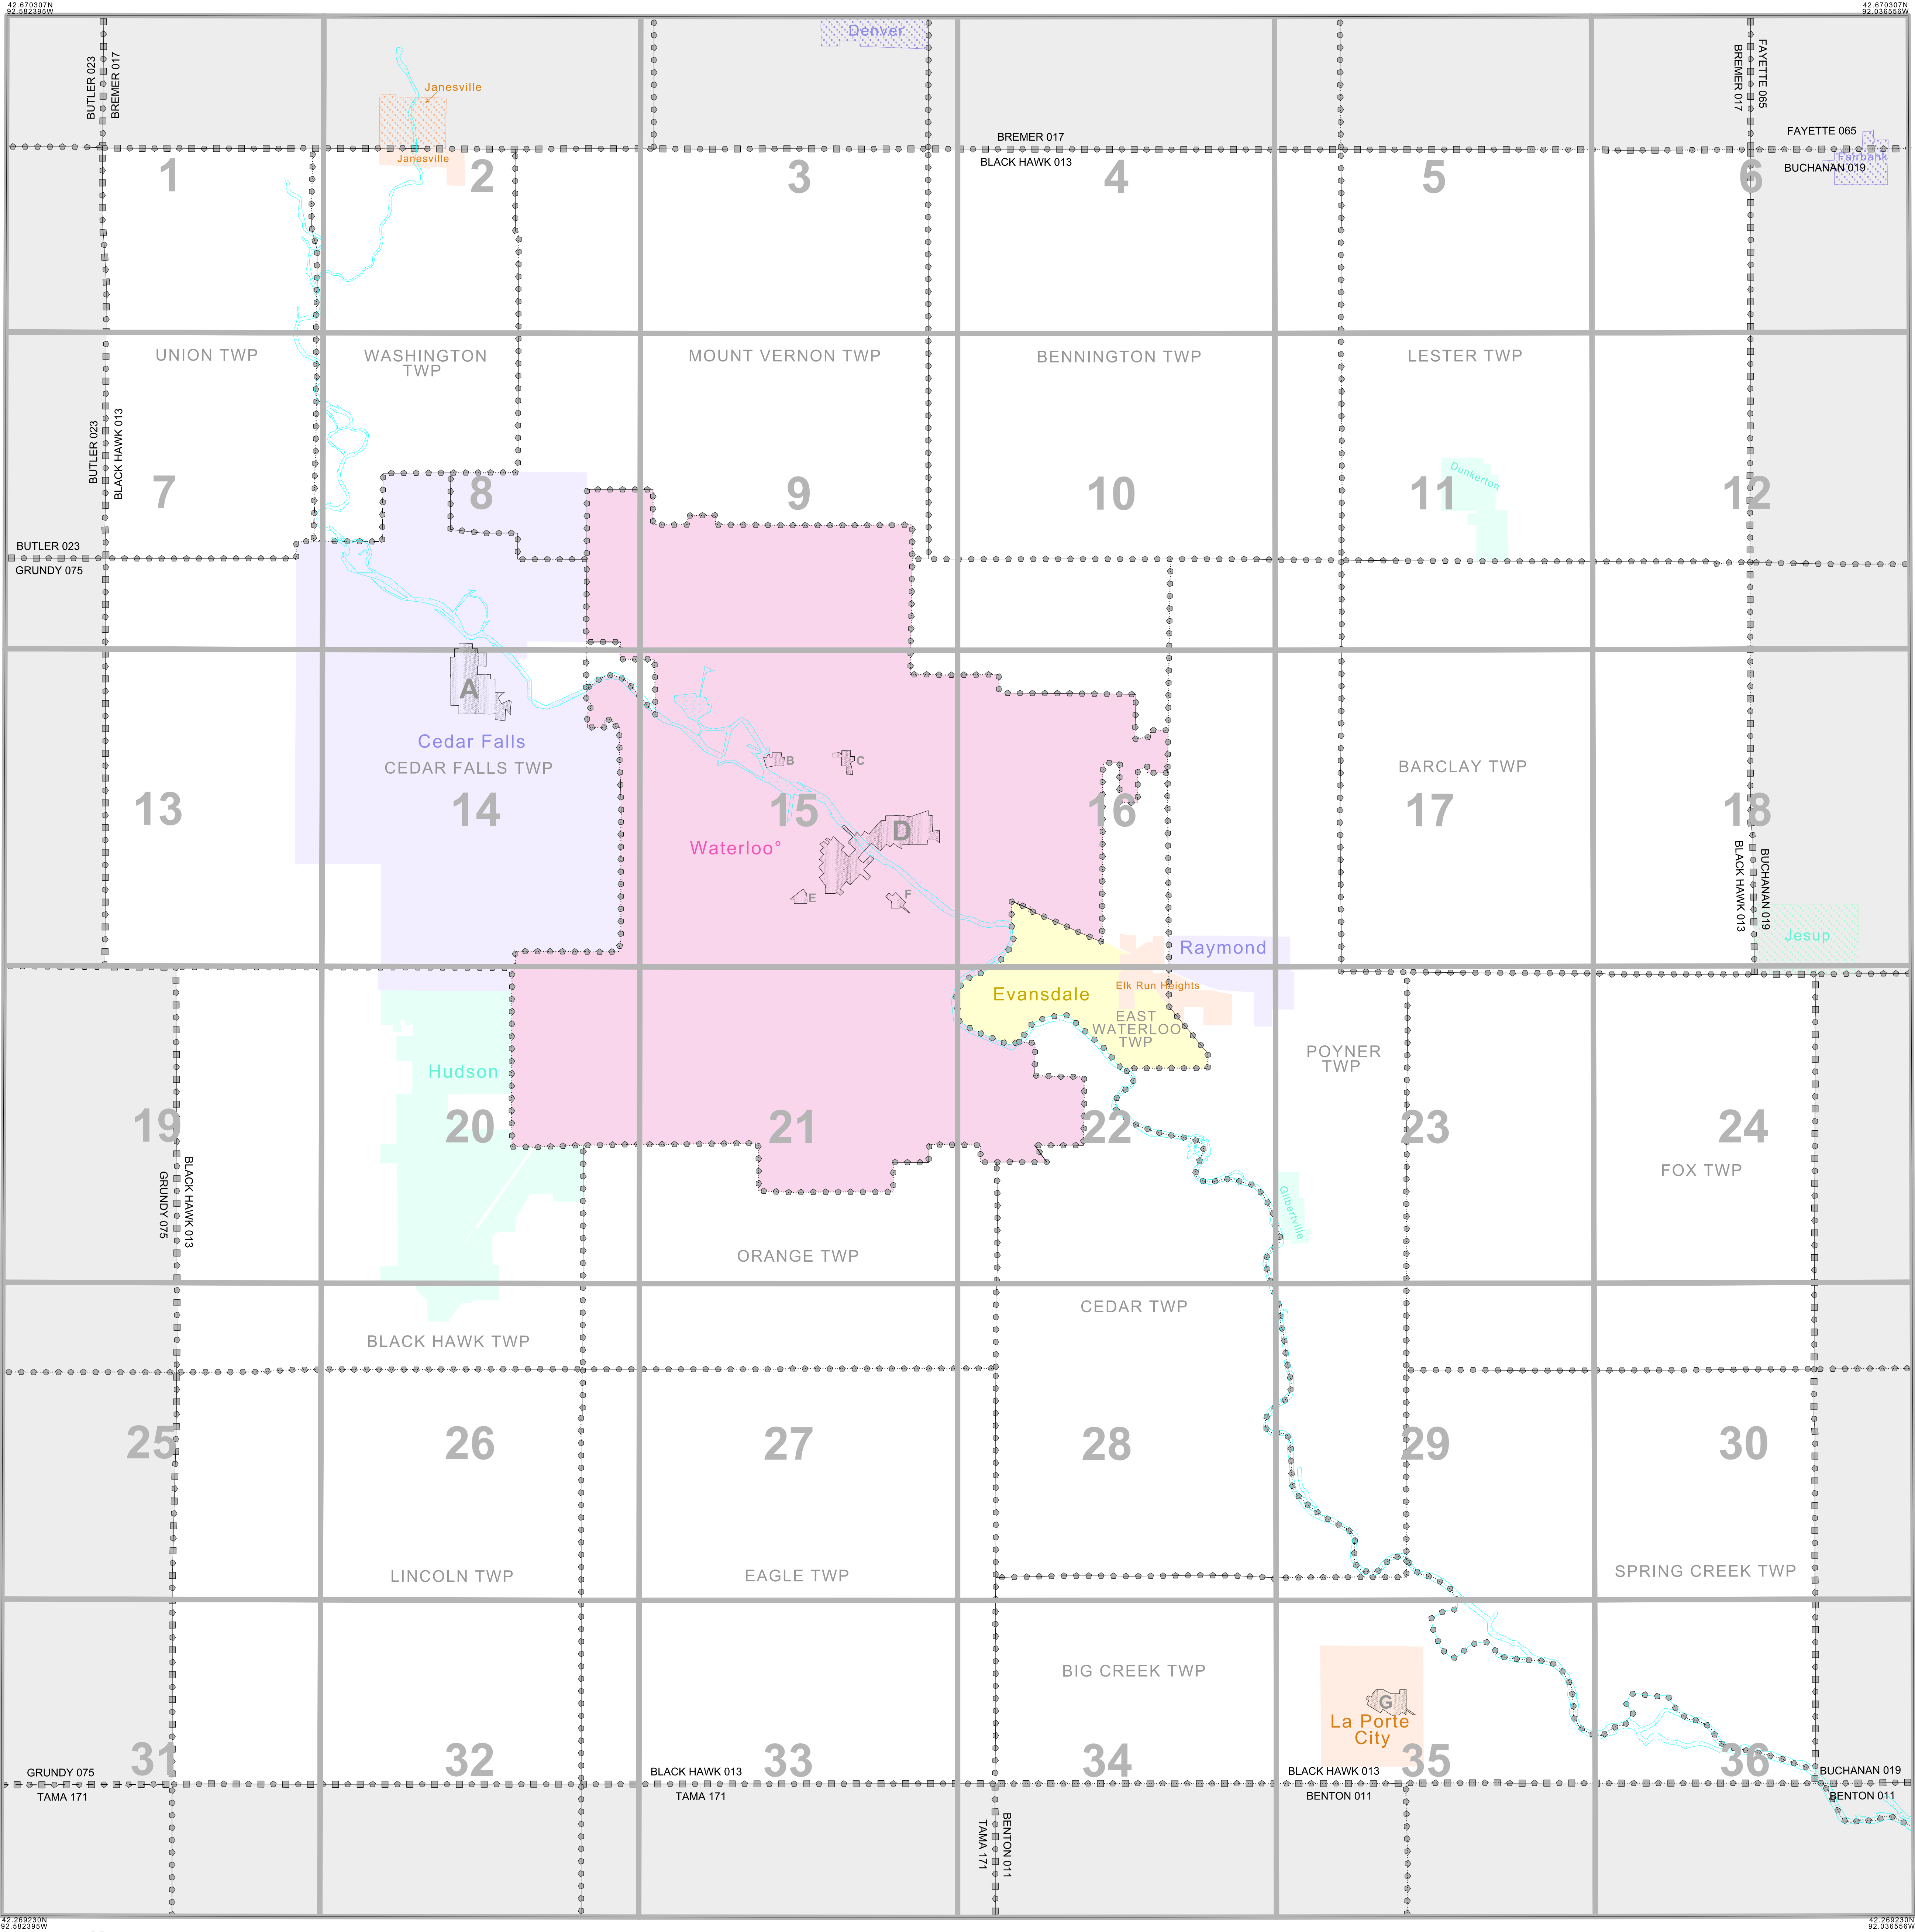 42.670307N
92.582395W
42.670307N
92.036556W
Denver
BUTLER 023
BREMER 017
Janesville
BREMER 017
FAYETTE 065
BREMER 017
BLACK HAWK 013
FAYETTE 065
BUCHANAN 019
Fairbank
Janesville
1
2
3
4
5
6
UNION TWP
WASHINGTON
TWP
MOUNT VERNON TWP
BENNINGTON TWP
LESTER TWP
BUTLER 023
BLACK HAWK 013
Dunkerton
7
8
9
10
11
12
BUTLER 023
GRUNDY 075
A
Cedar Falls
CEDAR FALLS TWP
B
C
BARCLAY TWP
13
14
15
16
17
18
D
Waterloo°
E
F
BLACK HAWK 013
BUCHANAN 019
Raymond
Jesup
Evansdale
Elk Run Heights
EAST
WATERLOO
TWP
POYNER
TWP
Hudson
19
20
21
22
23
24
FOX TWP
GRUNDY 075
BLACK HAWK 013
Gilbertville
ORANGE TWP
CEDAR TWP
BLACK HAWK TWP
25
26
27
28
29
30
LINCOLN TWP
EAGLE TWP
SPRING CREEK TWP
BIG CREEK TWP
G
La Porte
City
31
32
33
34
35
36
GRUNDY 075
TAMA 171
BLACK HAWK 013
TAMA 171
BLACK HAWK 013
BENTON 011
BUCHANAN 019
BENTON 011
TAMA 171
BENTON 011
42.269230N
92.582395W
42.269230N
92.036556W